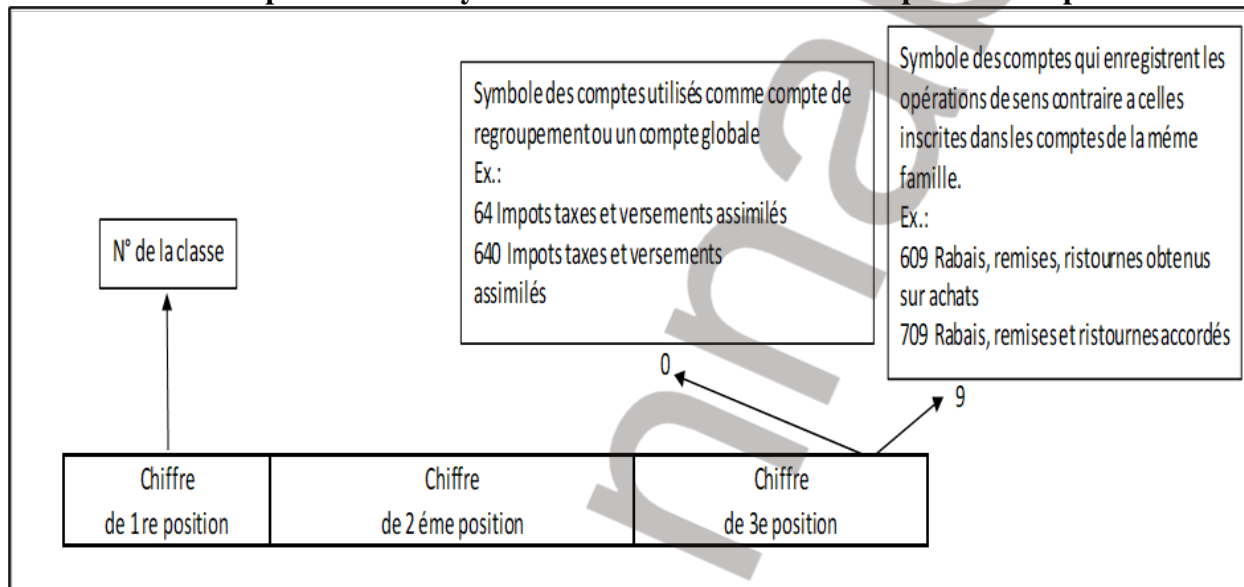 Symbole des comptes utilisés comme compte de
regroupement ou un compte globale
Ex.:
64 Impots taxes et versements assimilés
640 Impots taxes et versements
assimilés
Symbole des comptes qui enregistrent les
opérations de sens contraire a celles
inscrites dans les comptes de la méme
famille.
Ex.:
609 Rabais, remises, ristournes obtenus
sur achats
709 Rabais, remises et ristournes accordés
N° de la classe
0
9
Chiffre
de 1re position
Chiffre
de 2 éme position
Chiffre
de 3e position